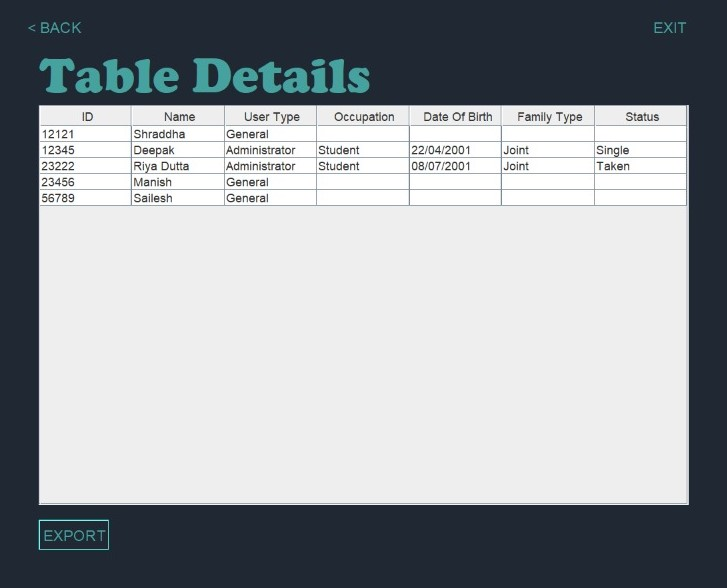 < BACK EXIT
Table Details
ID Name User Type Occupation Date Of Birth Family Type Status
12121 Shraddha General
12345 Deepak Administrator Student 22/04/2001 Joint Single
23222 Riya Dutta Administrator Student 08/07/2001 Joint Taken
23456 Manish General
56789 Sailesh General
EXPORT